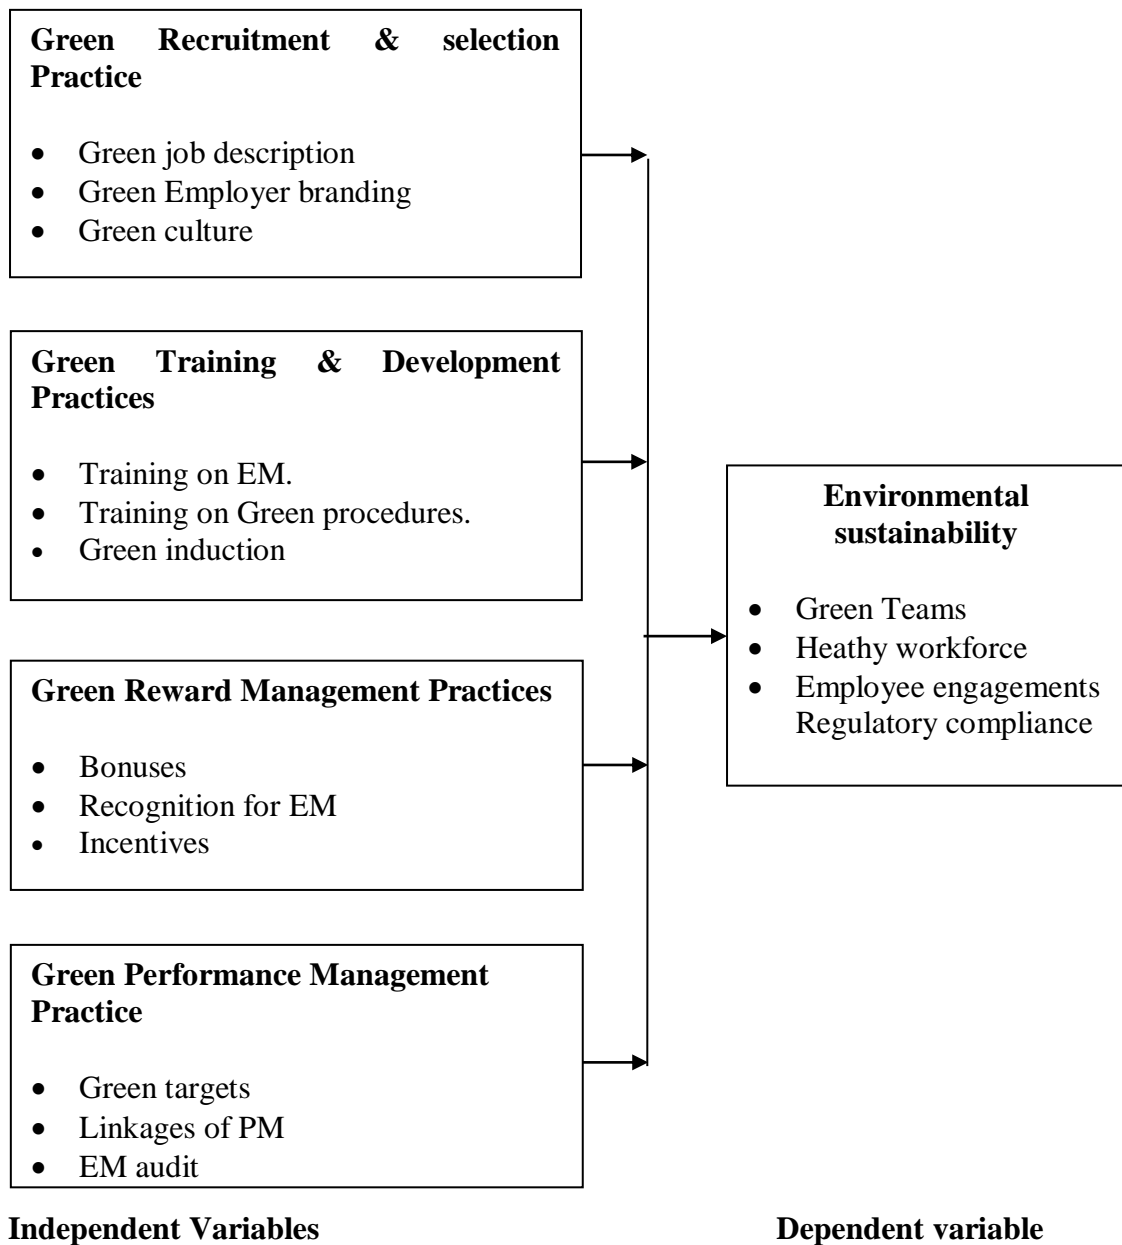 Green Recruitment & selection
Practice
• Green job description
• Green Employer branding
• Green culture
Green Training & Development
Practices
• Training on EM.
• Training on Green procedures.
• Green induction
Green Reward Management Practices
• Bonuses
• Recognition for EM
• Incentives
Green Performance Management
Practice
• Green targets
• Linkages of PM
• EM audit
Independent Variables
Environmental
sustainability
• Green Teams
• Heathy workforce
• Employee engagements
Regulatory compliance
Dependent variable